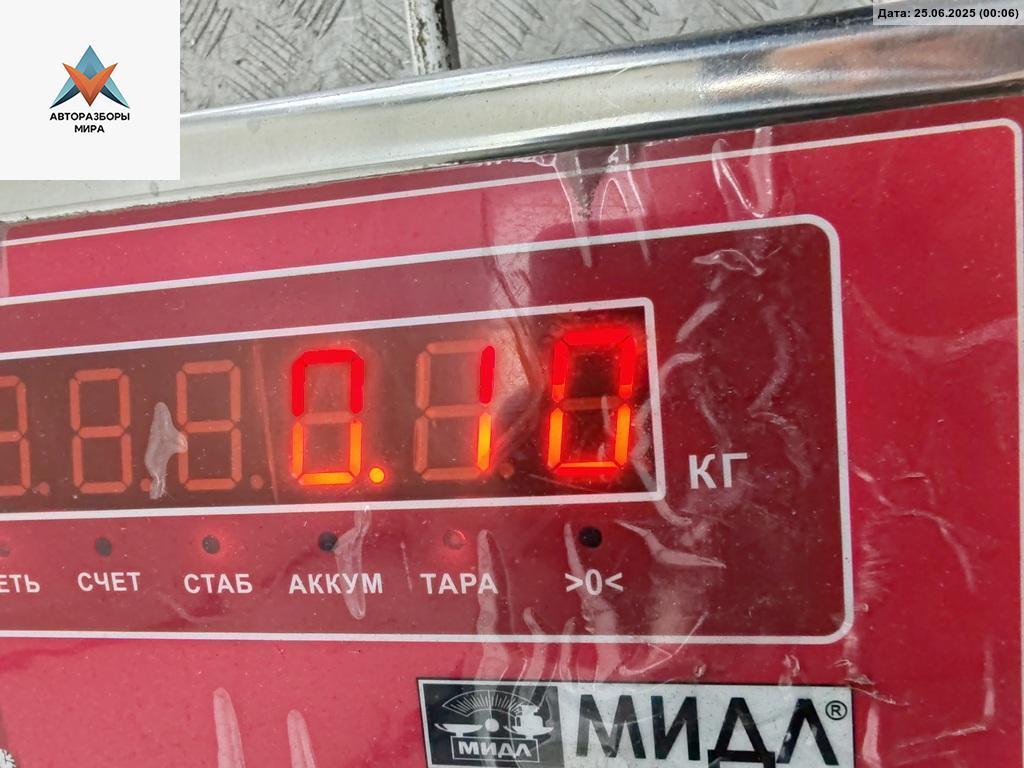 Дата: 25.06.2025 (00:06)
АВТОРАЗБОРЫ
МИРА
0.10
КГ
СЧЕТ СТАБ АККУМ ТАРА >0<
МИДЛ МИДЛ®